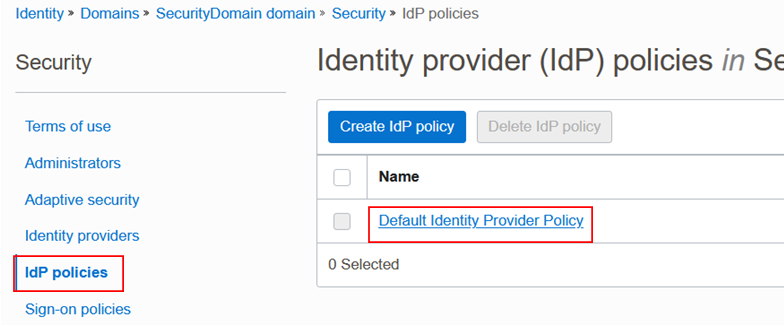 Identity » Domains » SecurityDomain domain » Security » IdP policies
Security
Terms of use
Administrators
Adaptive security
Identity providers
IdP policies
Sign-on policies
Identity provider (IdP) policies in Se
Create IdP policy
Delete IdP policy
Name
Default Identity Provider Policy
0 Selected